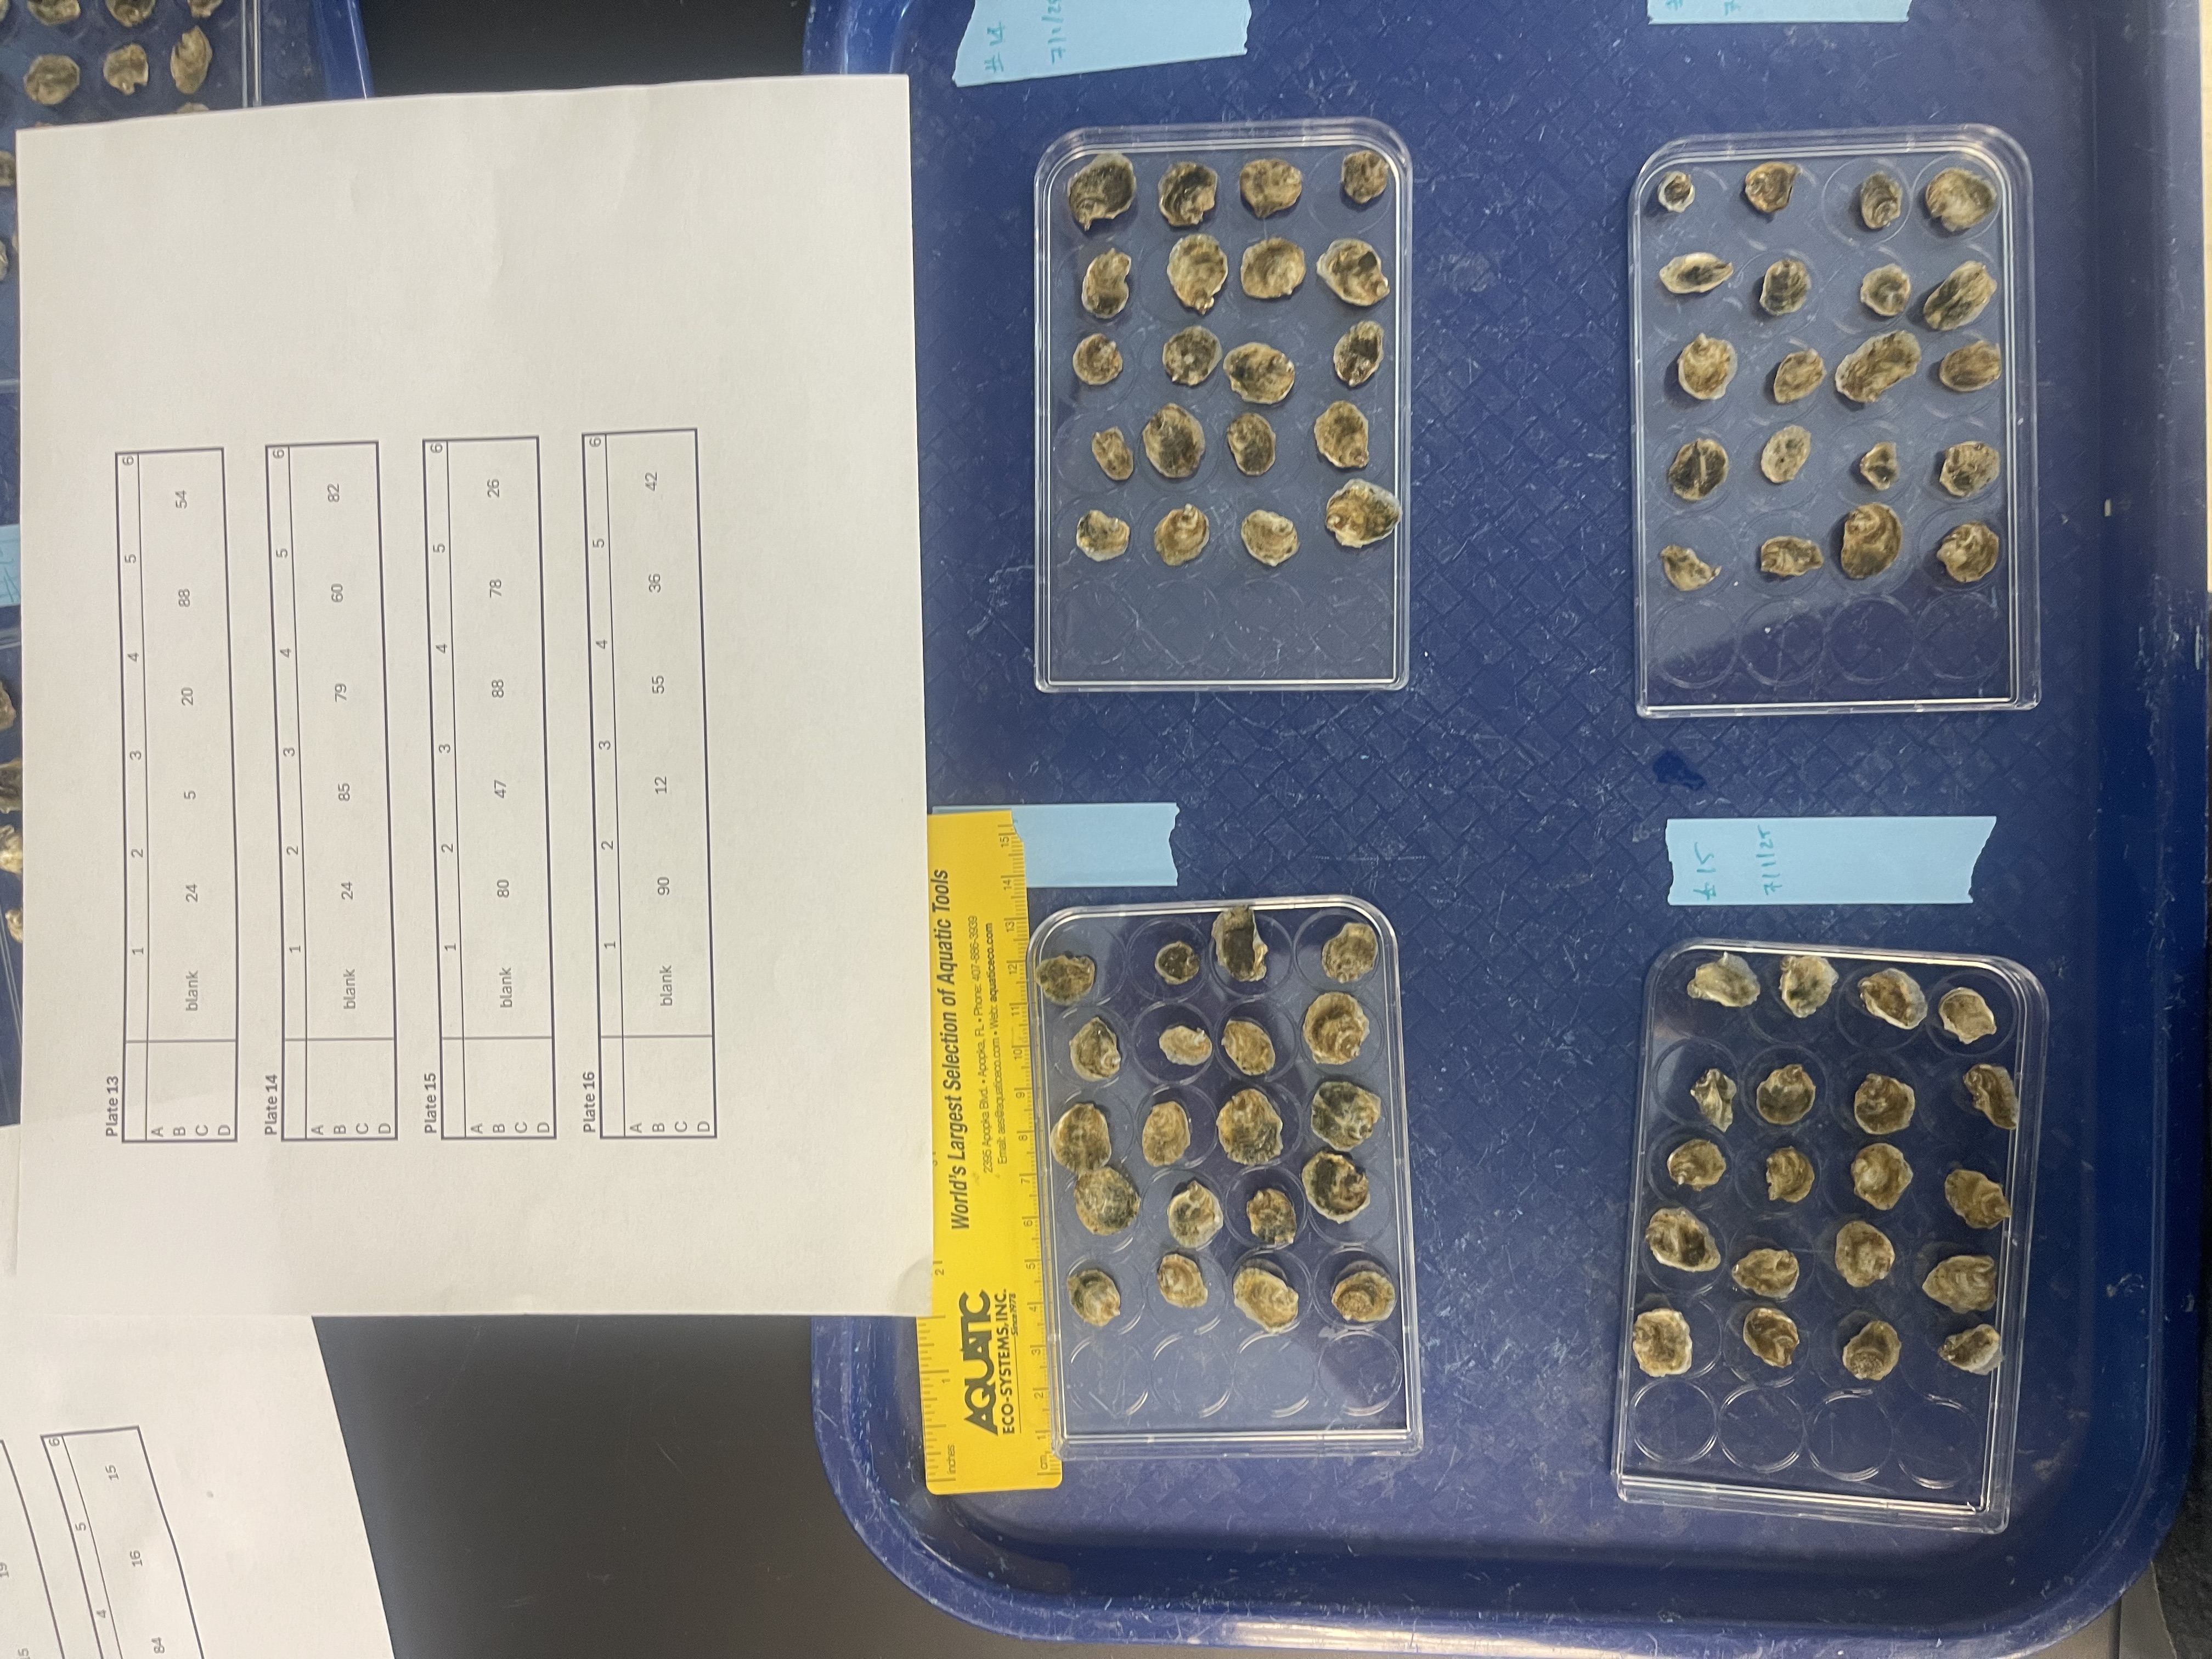 15
19
4 5 6
84 16 15
Plate 13
1 2 3 4 5 6
A
B
C
D
blank 24 5 20 88 54
Plate 14
1 2 3 4 5 6
A
B
C
D
blank 24 85 79 60 82
Plate 15
1 2 3 4 5 6
A
B
C
D
blank 80 47 88 78 26
Plate 16
1 2 3 4 5 6
A
B
C
D
blank 90 12 55 36 42
inches 1 2 3
AQUATIC
ECO-SYSTEMS, INC.
Since 1978
World's Largest Selection of Aquatic Tools
2395 Apopka Blvd. • Apopka, FL • Phone: 407-886-3939
Email: aes@aquaticeco.com • Web: aquaticeco.com
cm 1 2 3 4 5 6 7 8 9 10 11 12 13 14 15
# 14
7/1/2
#15
7/1/25